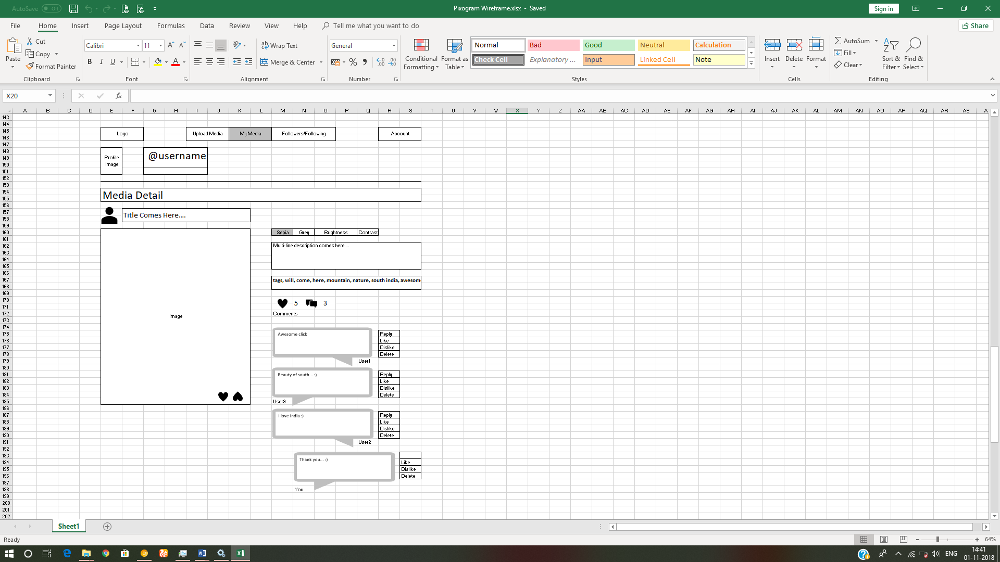 AutoSave Off
Pixogram Wireframe.xlsx - Saved
Sign in
File Home Insert Page Layout Formulas Data Review View Help Tell me what you want to do
Share
Paste
Cut
Copy
Format Painter
Clipboard
Calibri 11
B I U
Font
Wrap Text
Merge & Center
Alignment
General
Number
Conditional Formatting
Format as Table
Normal Bad Good Neutral Calculation
Check Cell Explanatory ... Input Linked Cell Note
Styles
Insert Delete Format
Cells
AutoSum
Fill
Clear
Sort & Filter
Find & Select
Editing
X20
fx
A B C D E F G H I J K L M N O P Q R S T U V W X Y Z AA AB AC AD AE AF AG AH AI AJ AK AL AM AN AO AP AQ AR AS
143
144
145
146
147
148
149
150
151
152
153
154
155
156
157
158
159
160
161
162
163
164
165
166
167
168
169
170
171
172
173
174
175
176
177
178
179
180
181
182
183
184
185
186
187
188
189
190
191
192
193
194
195
196
197
198
199
200
201
202
Logo Upload Media My Media Followers/Following Account
Profile
Image
@username
Media Detail
Title Comes Here....
Image
Sepia Grey Brightness Contrast
Multi-line description comes here....
tags, will, come, here, mountain, nature, south india, awesom
5 3
Comments
Awesome click
Reply
Like
Dislike
Delete
User1
Beauty of south... :)
Reply
Like
Dislike
Delete
User9
I love India :)
Reply
Like
Dislike
Delete
User2
Thank you... :)
Like
Dislike
Delete
You
Sheet1
Ready
64%
ENG
14:41
01-11-2018